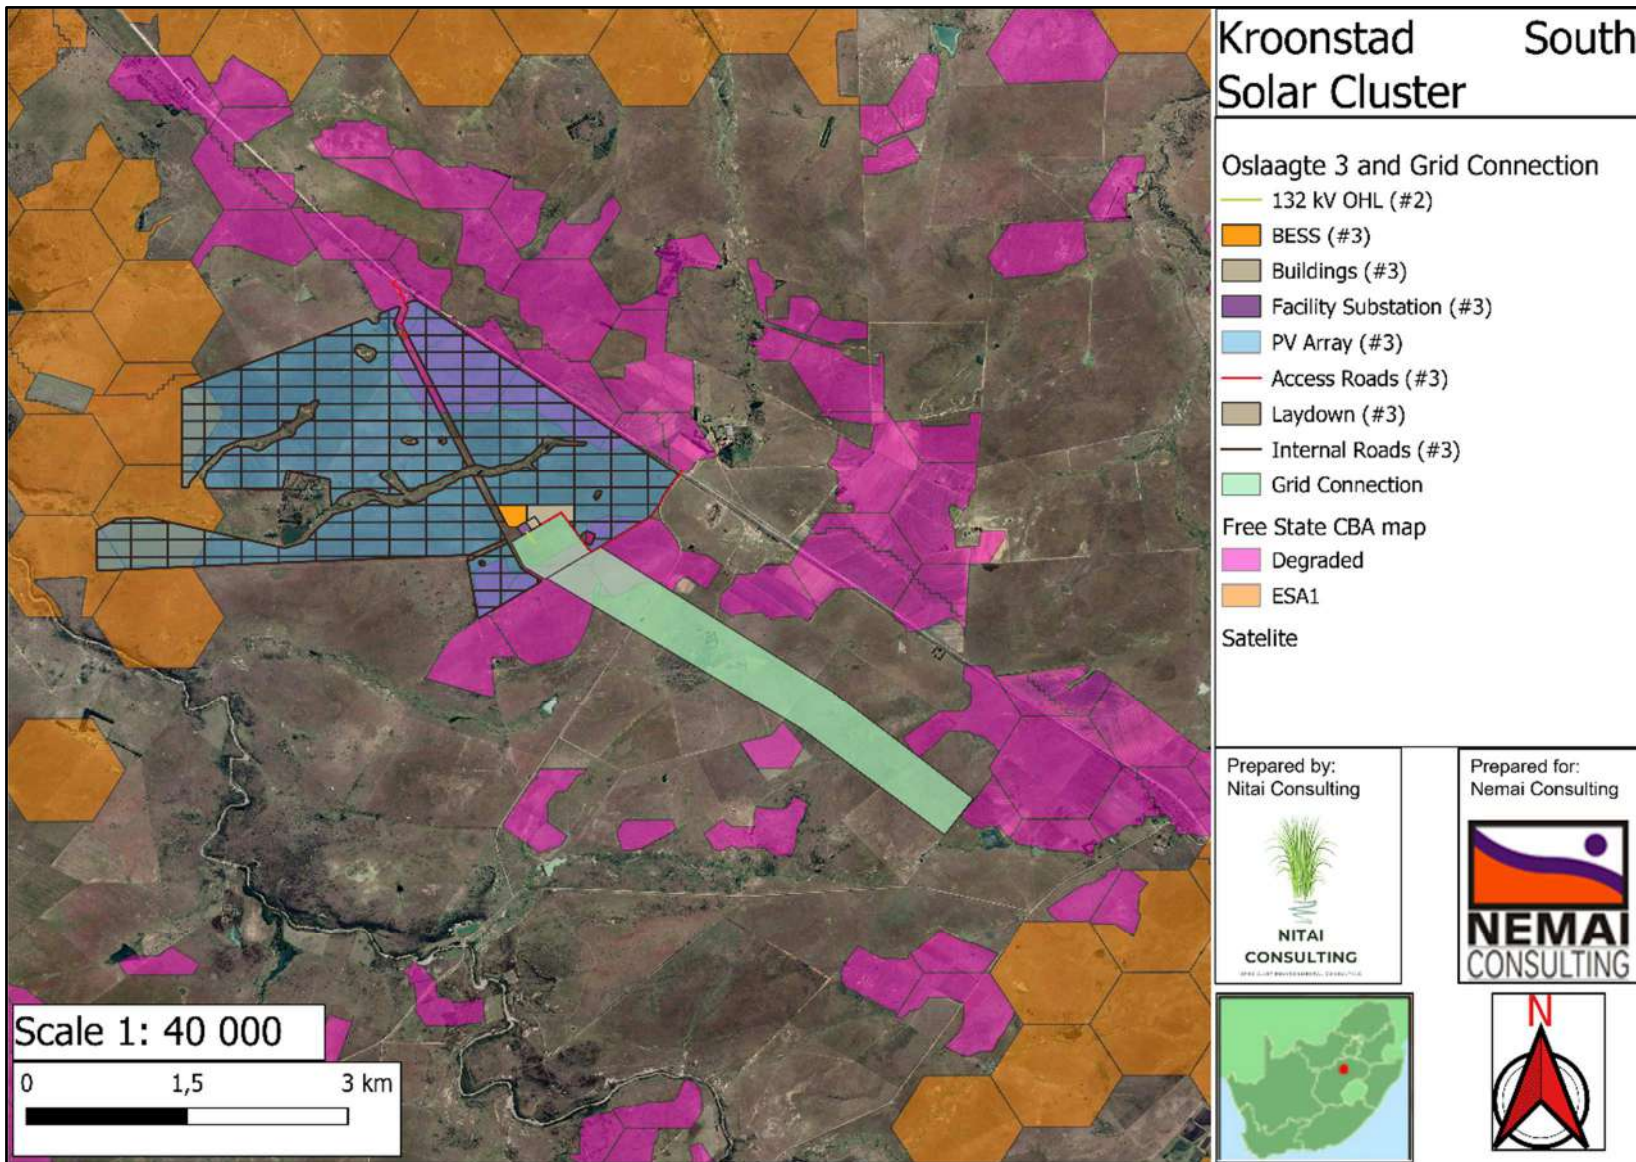 Kroonstad South
Solar Cluster
Oslaagte 3 and Grid Connection
132 kV OHL (#2)
BESS (#3)
Buildings (#3)
Facility Substation (#3)
PV Array (#3)
Access Roads (#3)
Laydown (#3)
Internal Roads (#3)
Grid Connection
Free State CBA map
Degraded
ESA1
Satelite
Prepared by:
Nitai Consulting
NITAI
CONSULTING
Prepared for:
Nemai Consulting
NEMAI
CONSULTING
N
Scale 1: 40 000
0 1,5 3 km